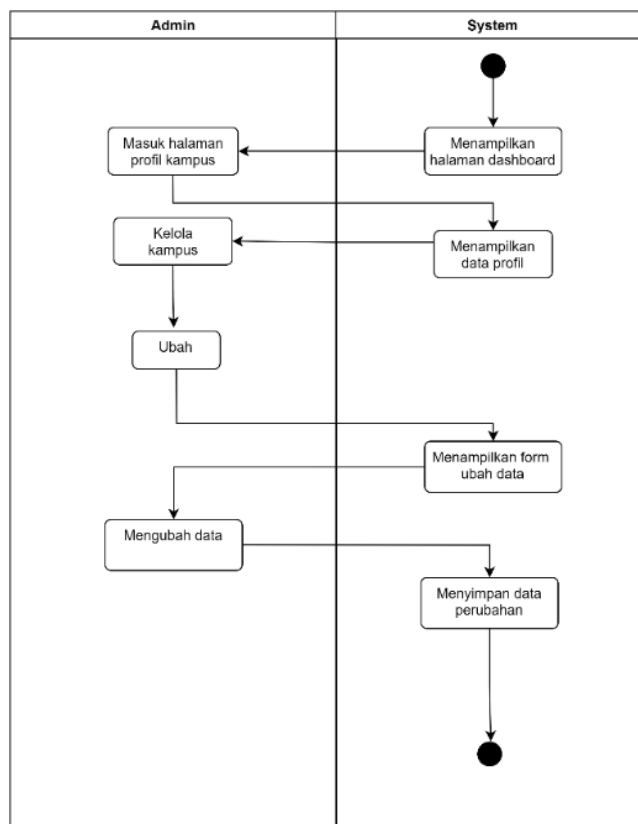 Admin
System
Masuk halaman
profil kampus
Menampilkan
halaman dashboard
Kelola
kampus
Menampilkan
data profil
Ubah
Menampilkan form
ubah data
Mengubah data
Menyimpan data
perubahan